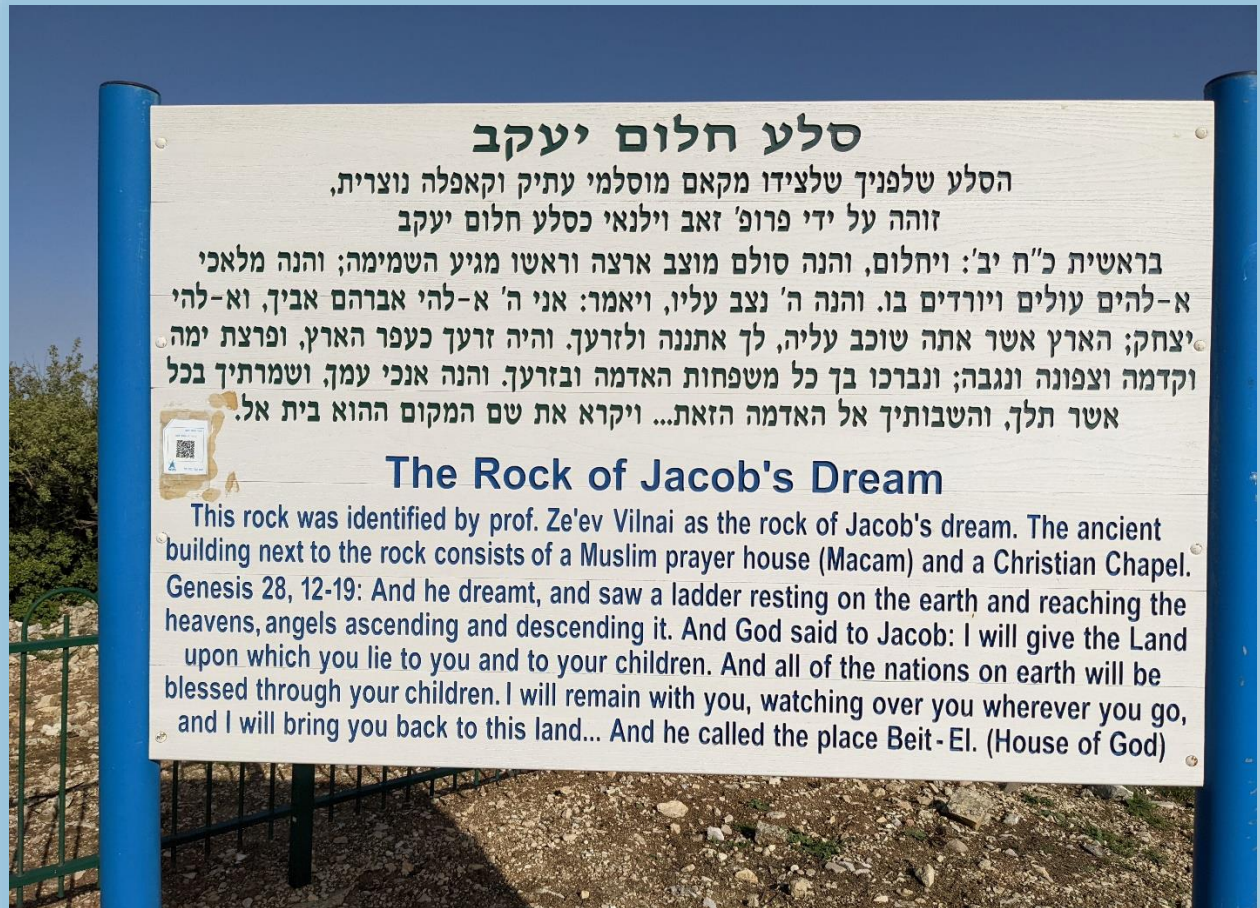 סלע חלום יעקב
הסלע שלפניך שלצידו מקאם מוסלמי עתיק וקאפלה נוצרית,
זוהה על ידי פרופ' זאב וילנאי כסלע חלום יעקב
בראשית כ"ח יב': ויחלום, והנה סולם מוצב ארצה וראשו מגיע השמימה; והנה מלאכי
א-להים עולים ויורדים בו. והנה ה' נצב עליו, ויאמר: אני ה' א-להי אברהם אביך, וא-להי
יצחק; הארץ אשר אתה שוכב עליה, לך אתננה ולזרעך. והיה זרעך כעפר הארץ, ופרצת ימה
וקדמה וצפונה ונגבה; ונברכו בך כל משפחות האדמה ובזרעך. והנה אנכי עמך, ושמרתיך בכל
אשר תלך, והשבותיך אל האדמה הזאת... ויקרא את שם המקום ההוא בית אל.
The Rock of Jacob's Dream
This rock was identified by prof. Ze'ev Vilnai as the rock of Jacob's dream. The ancient
building next to the rock consists of a Muslim prayer house (Macam) and a Christian Chapel.
Genesis 28, 12-19: And he dreamt, and saw a ladder resting on the earth and reaching the
heavens, angels ascending and descending it. And God said to Jacob: I will give the Land
upon which you lie to you and to your children. And all of the nations on earth will be
blessed through your children. I will remain with you, watching over you wherever you go,
and I will bring you back to this land... And he called the place Beit-El. (House of God)